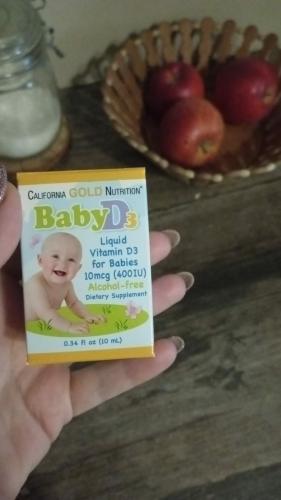 CALIFORNIA GOLD NUTRITION®
BabyD3
Liquid
Vitamin D3
for Babies
10mcg (400IU)
Alcohol-free
Dietary Supplement
0.34 fl oz (10 mL)